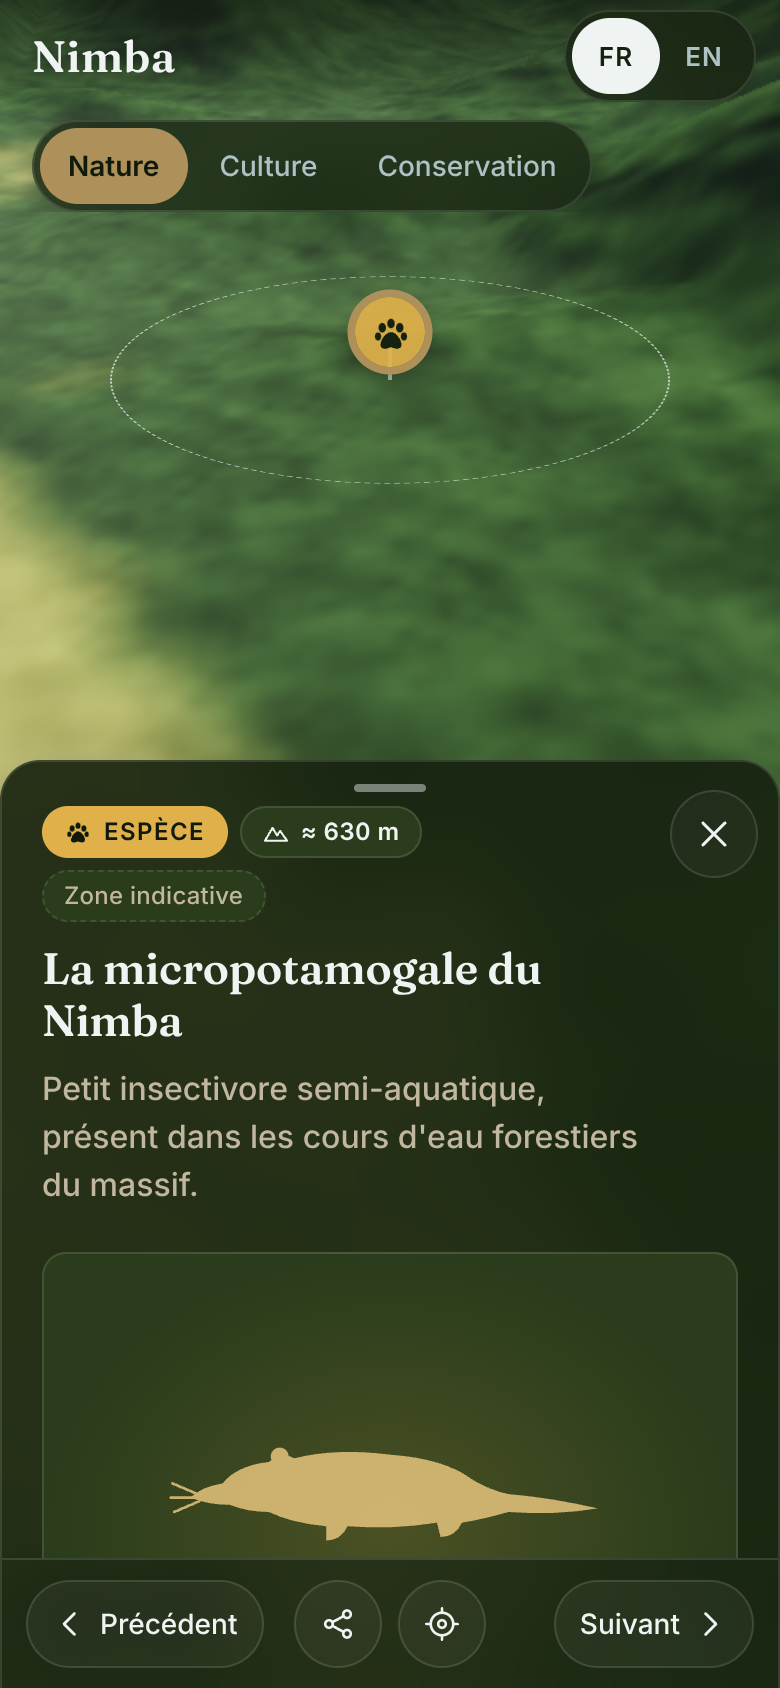 Nimba
FR EN
Nature Culture Conservation
ESPÈCE ≈ 630 m
Zone indicative
La micropotamogale du
Nimba
Petit insectivore semi-aquatique,
présent dans les cours d'eau forestiers
du massif.
Précédent Suivant